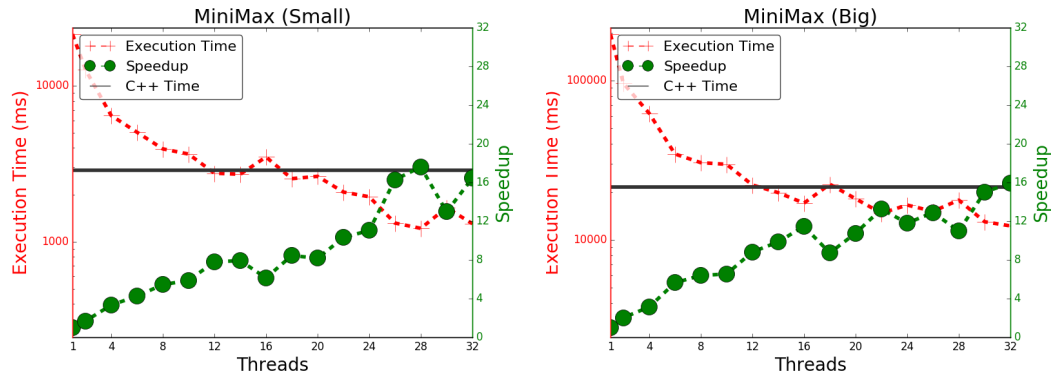 MiniMax (Small)
Execution Time
Speedup
C++ Time
10000
1000
Execution Time (ms)
32
28
24
20
16
12
8
4
0
Speedup
1 4 8 12 16 20 24 28 32
Threads
MiniMax (Big)
Execution Time
Speedup
C++ Time
100000
10000
Execution Time (ms)
32
28
24
20
16
12
8
4
0
Speedup
1 4 8 12 16 20 24 28 32
Threads